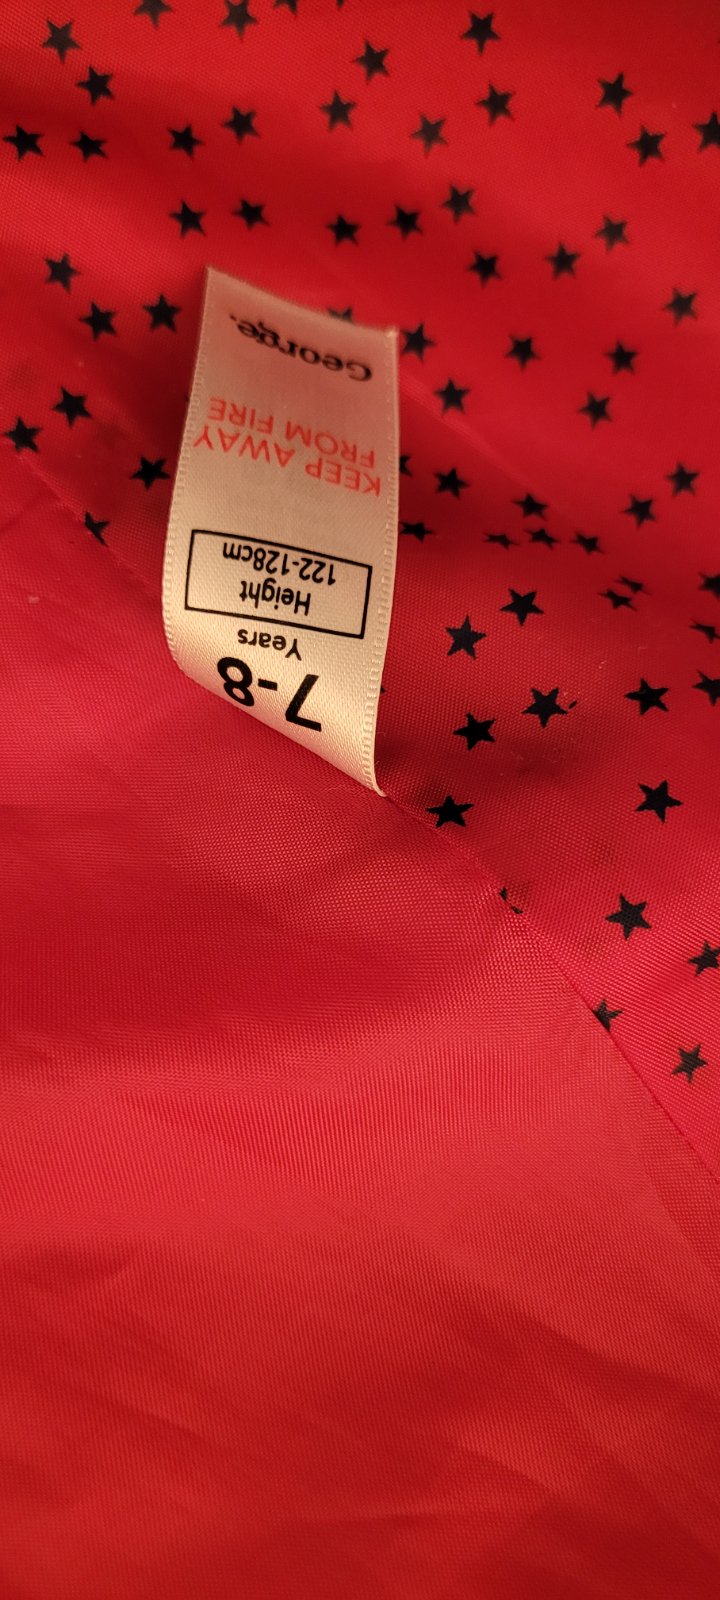 George.
KEEP AWAY
FROM FIRE
Height
122-128cm
7-8
Years